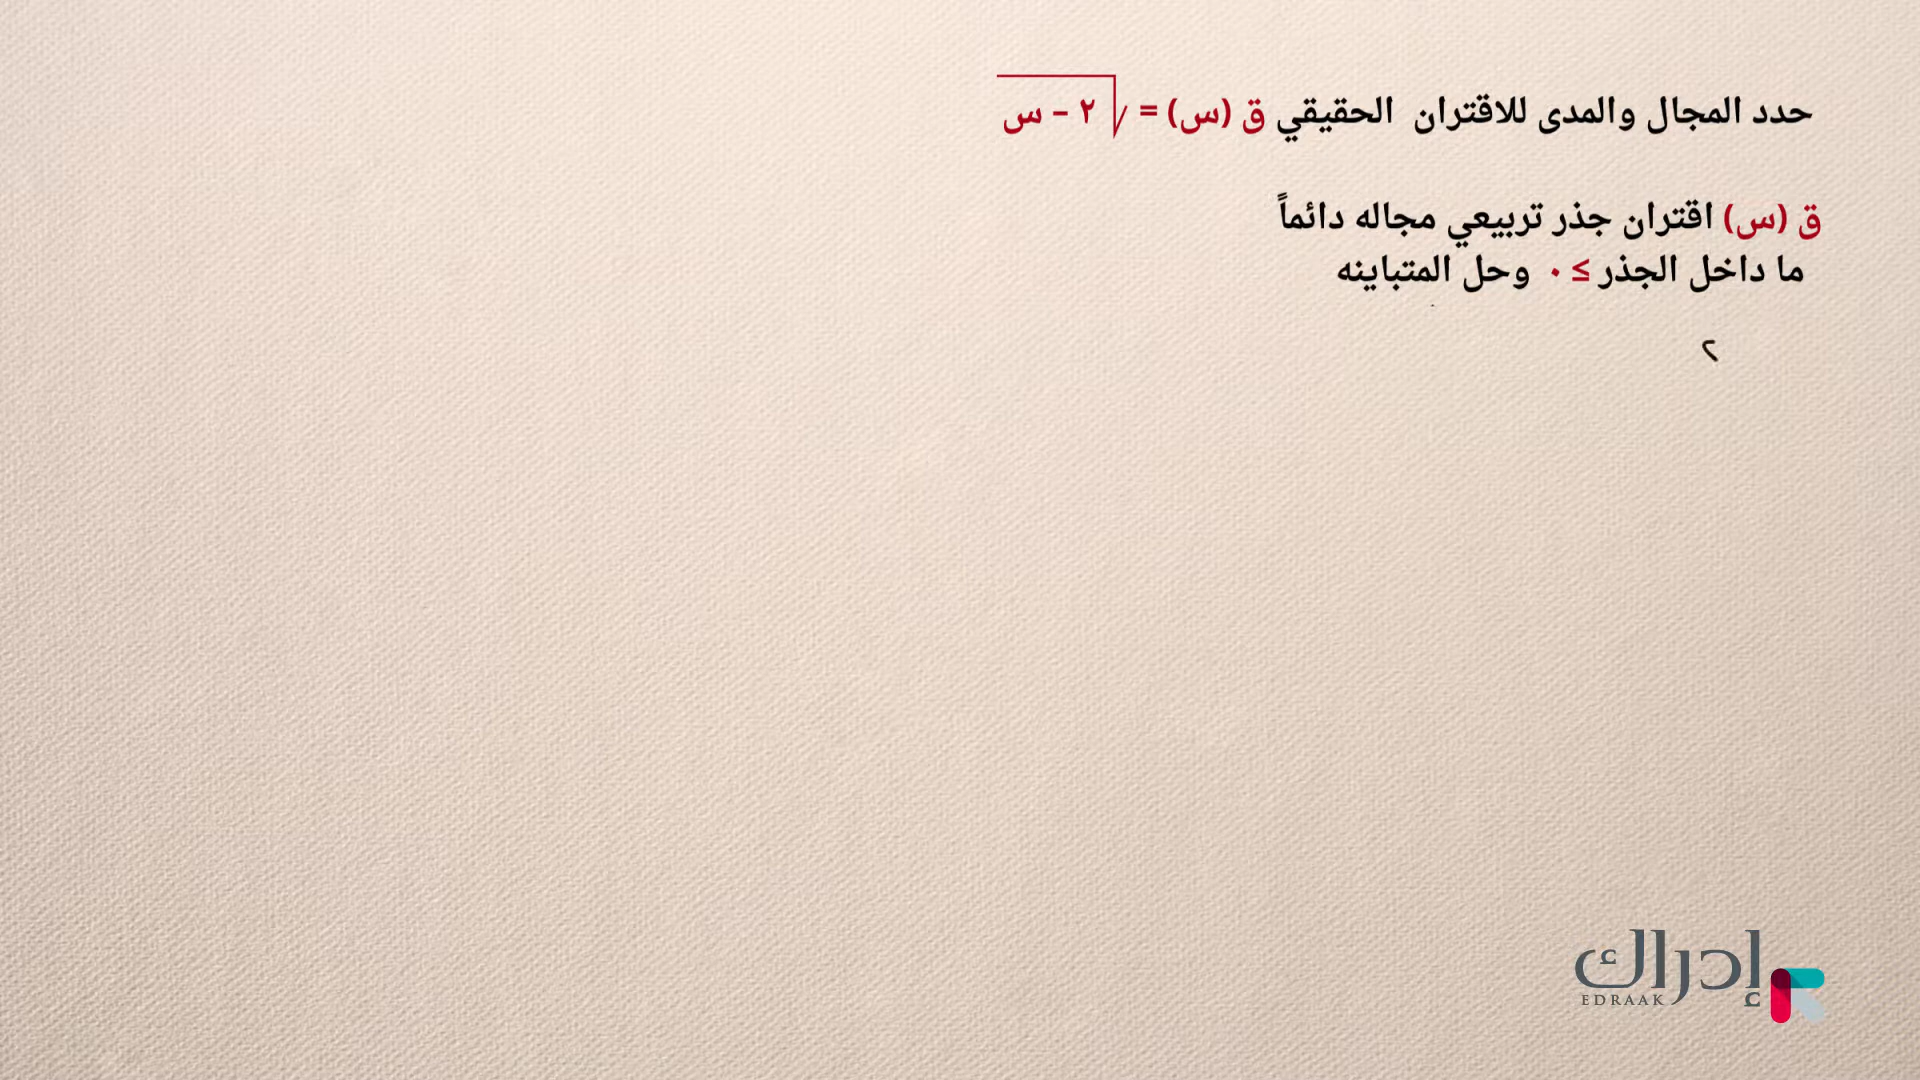 حدد المجال والمدى للاقتران الحقيقي ق (س) = √٢ - س
ق (س) اقتران جذر تربيعي مجاله دائماً
ما داخل الجذر ≥ ٠ وحل المتباينه
٢
إدراك
EDRAAK